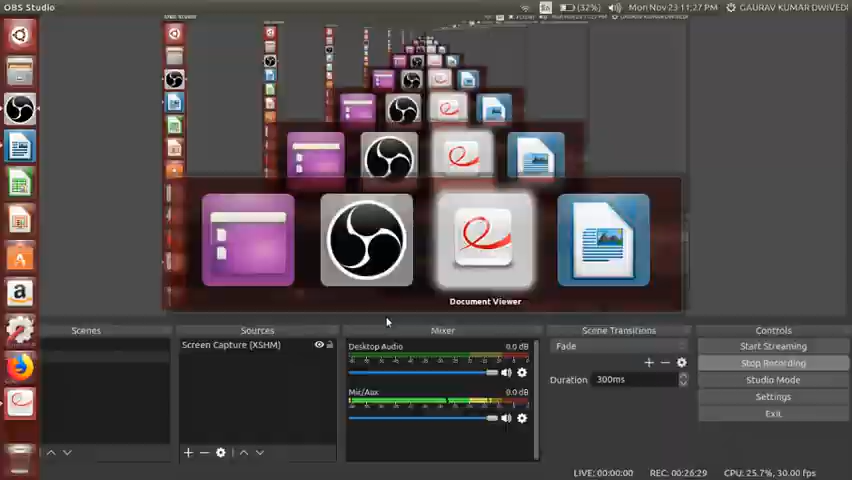 OBS Studio
(32%)
Mon Nov 23 11:27 PM
GAURAV KUMAR DWIVEDI
Document Viewer
Scenes
Sources
Mixer
Scene Transitions
Controls
Screen Capture (XSHM)
Desktop Audio
0.0 dB
Mic/Aux
0.0 dB
Fade
Duration
300ms
Start Streaming
Stop Recording
Studio Mode
Settings
Exit
LIVE: 00:00:00
REC: 00:26:29
CPU: 25.7%, 30.00 fps